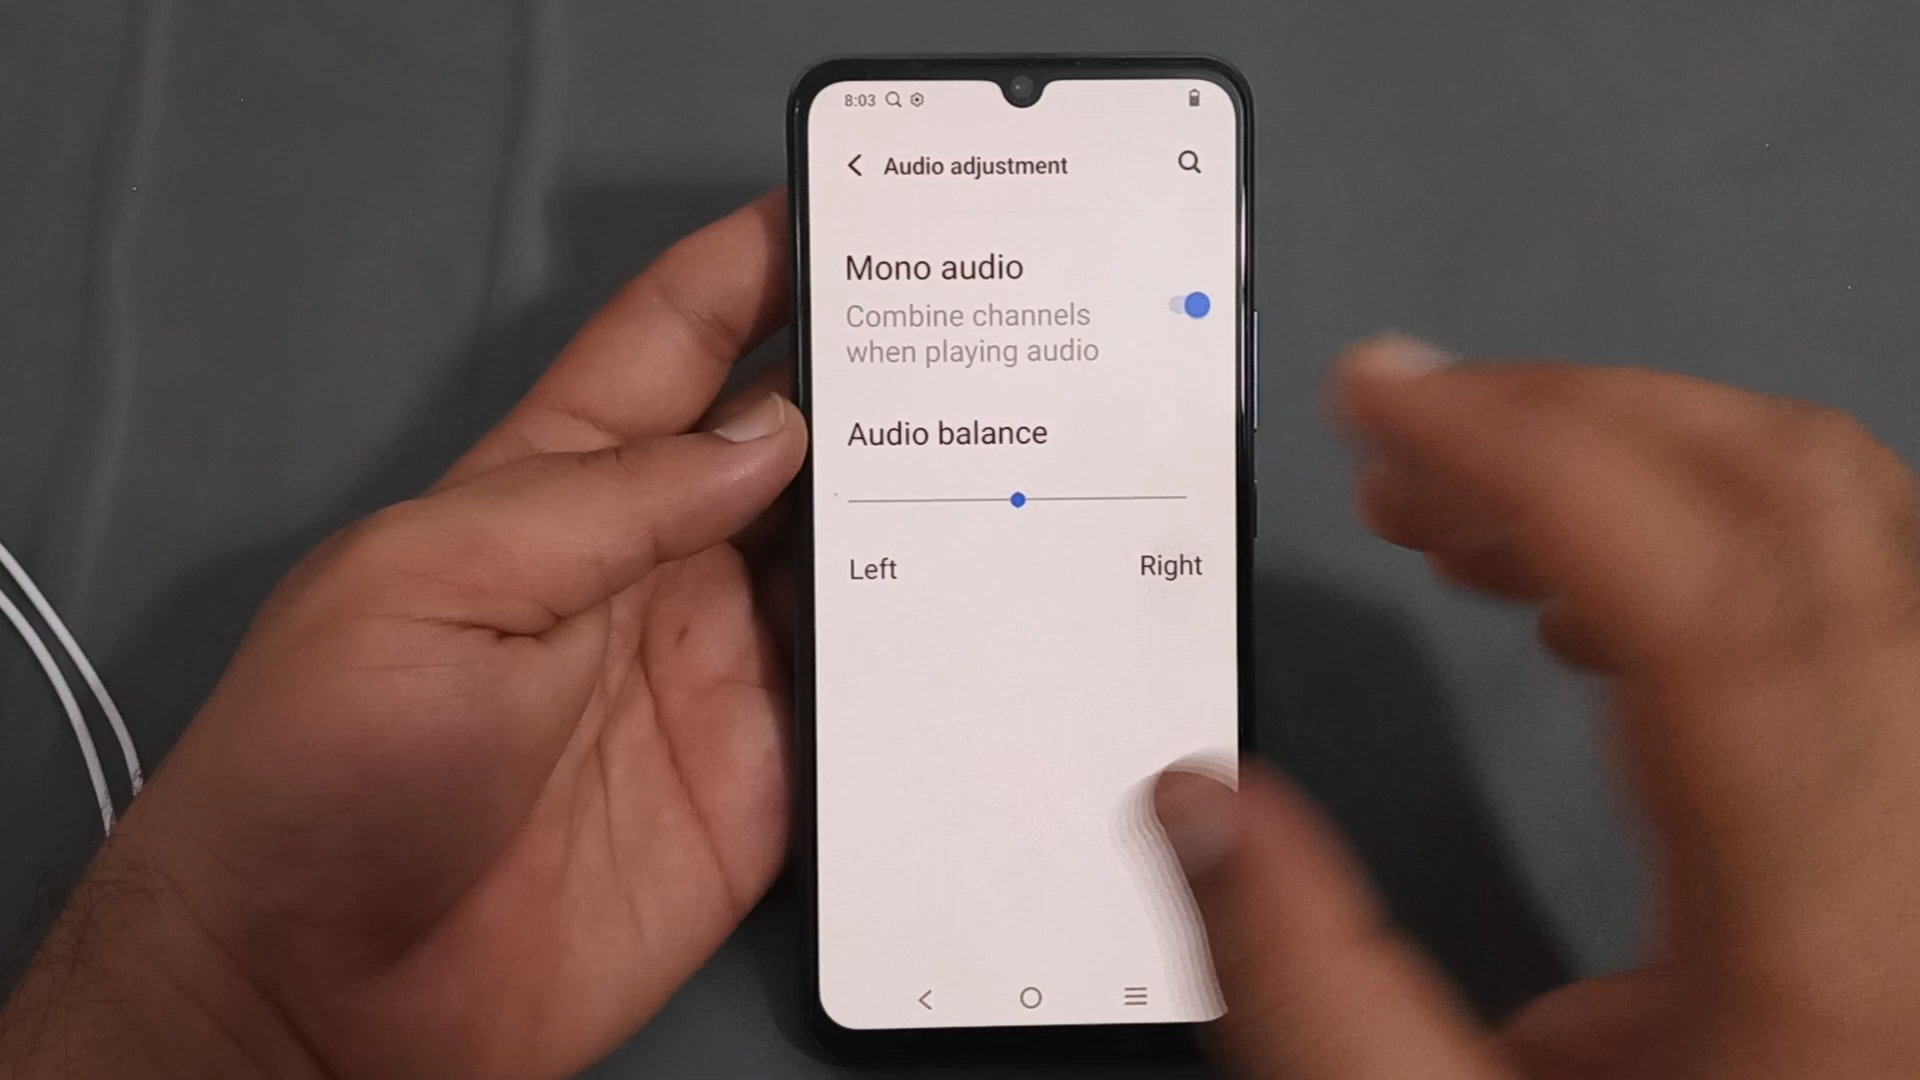 8:03
Audio adjustment
Mono audio
Combine channels
when playing audio
Audio balance
Left
Right